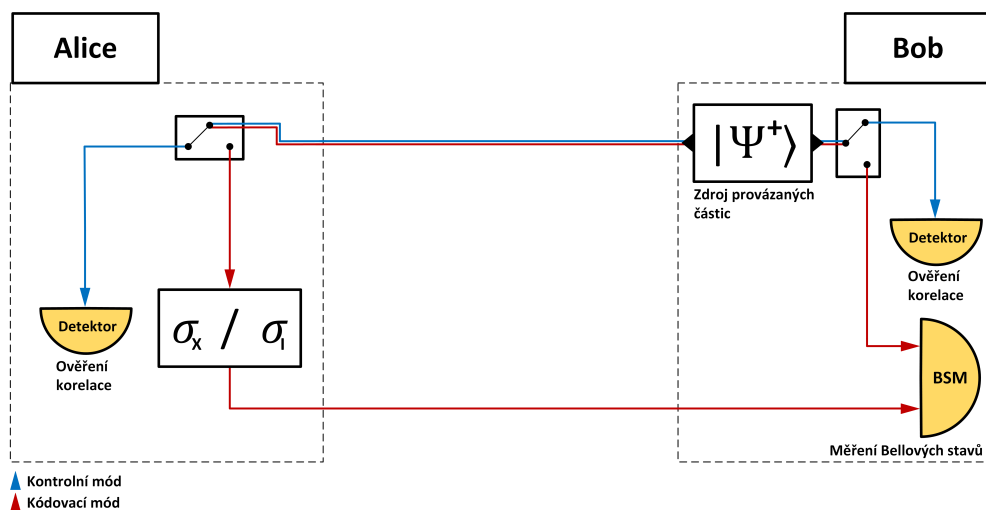 Alice
Bob
|Ψ⁺⟩
Zdroj provázaných
částic
Detektor
Ověření
korelace
Detektor
Ověření
korelace
σX / σI
BSM
Měření Bellových stavů
Kontrolní mód
Kódovací mód